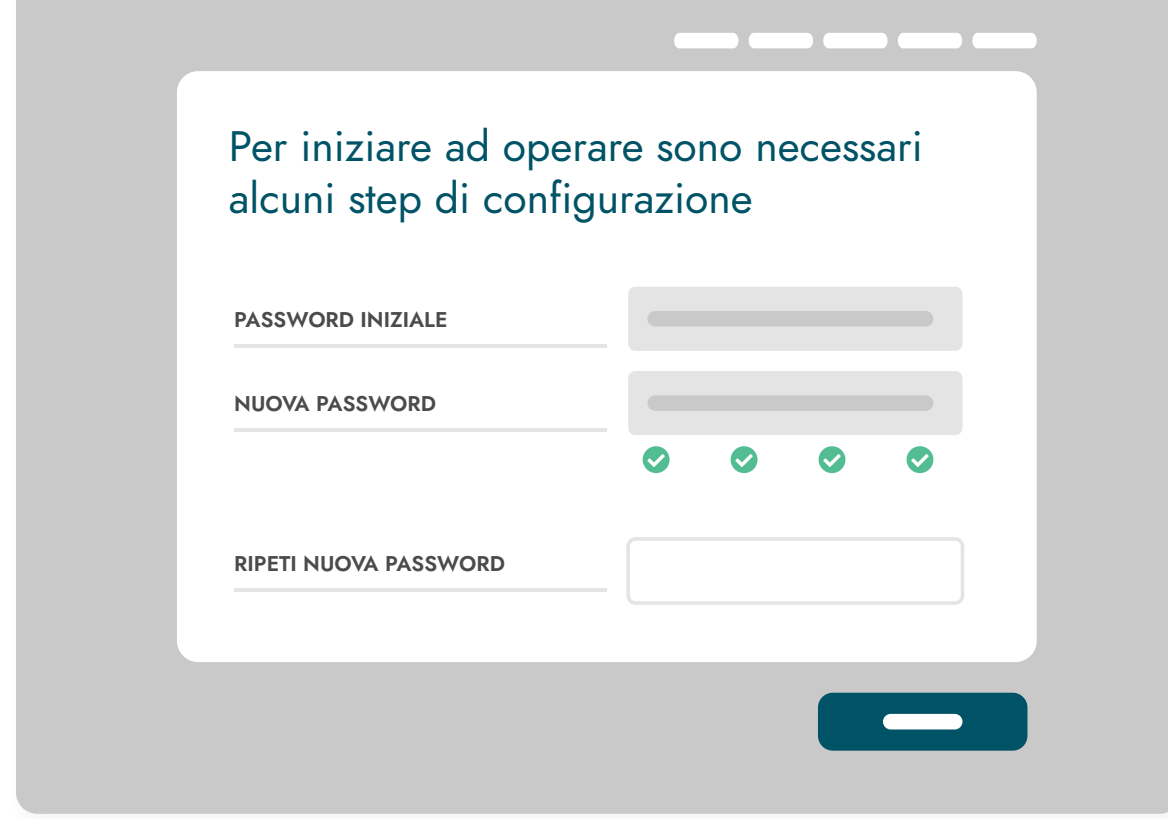 Per iniziare ad operare sono necessari
alcuni step di configurazione
PASSWORD INIZIALE
NUOVA PASSWORD
RIPETI NUOVA PASSWORD